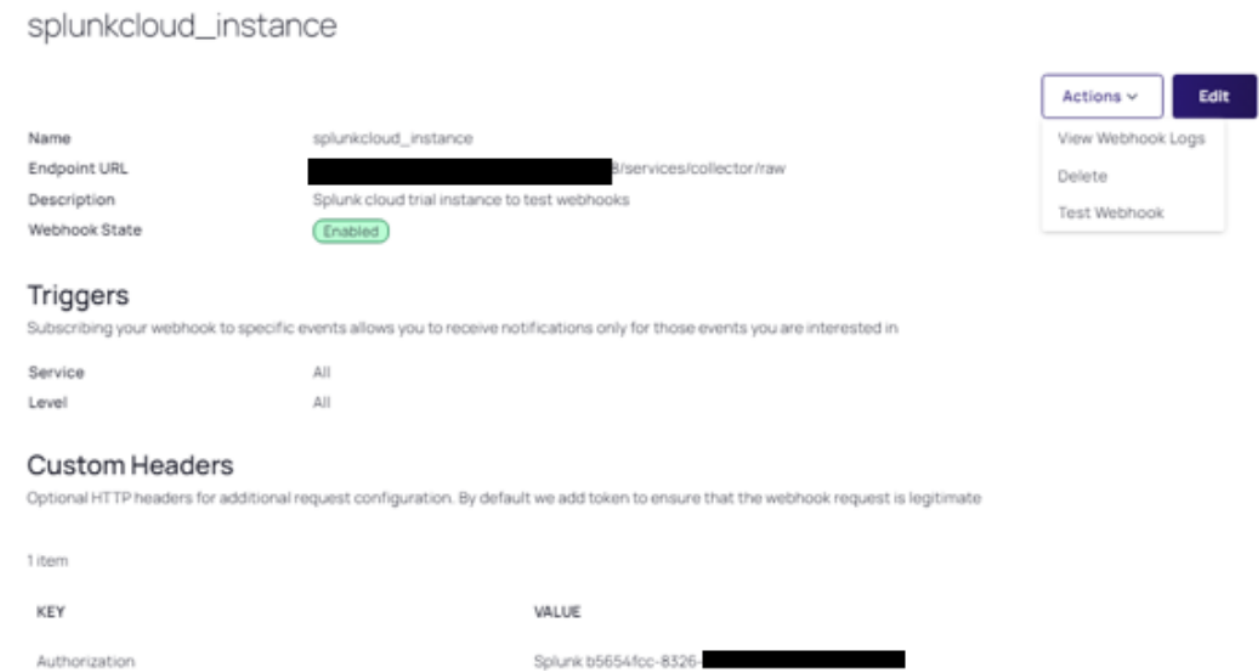 splunkcloud_instance
Actions Edit
Name splunkcloud_instance
View Webhook Logs
Endpoint URL 8/services/collector/raw
Delete
Description Splunk cloud trial instance to test webhooks
Test Webhook
Webhook State Enabled
Triggers
Subscribing your webhook to specific events allows you to receive notifications only for those events you are interested in
Service All
Level All
Custom Headers
Optional HTTP headers for additional request configuration. By default we add token to ensure that the webhook request is legitimate
1 item
KEY VALUE
Authorization Splunk b5654fcc-8326-